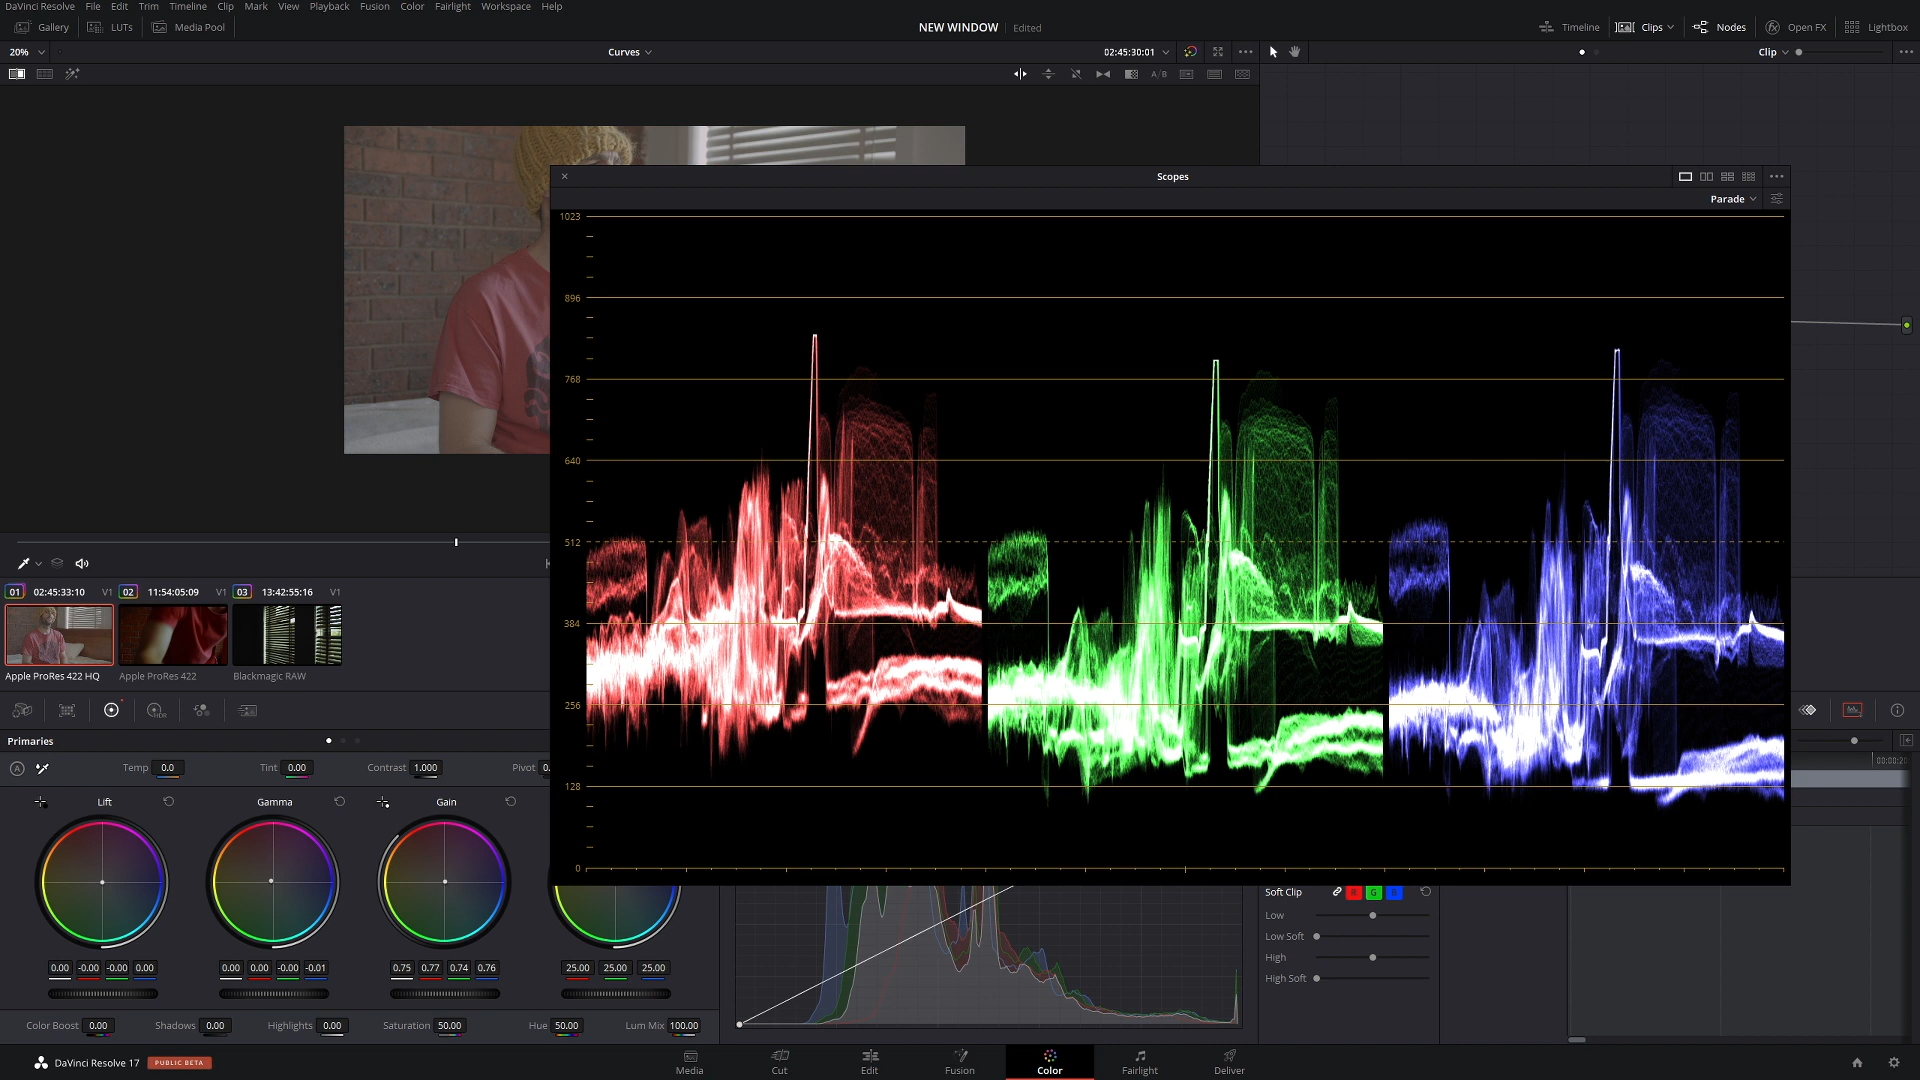 DaVinci Resolve File Edit Trim Timeline Clip Mark View Playback Fusion Color Fairlight Workspace Help
Gallery LUTs Media Pool NEW WINDOW Edited Timeline Clips Nodes Open FX Lightbox
20% Curves 02:45:30:01 Clip
A/B
Scopes
Parade
1023
896
768
640
512
384
256
128
0
01 02:45:33:10 V1 02 11:54:05:09 V1 03 13:42:55:16 V1
Apple ProRes 422 HQ Apple ProRes 422 Blackmagic RAW
HDR
Primaries
A Temp 0.0 Tint 0.00 Contrast 1.000 Pivot 0.
00:00:20
Lift Gamma Gain
0.00 -0.00 -0.00 0.00 0.00 0.00 -0.00 -0.01 0.75 0.77 0.74 0.76 25.00 25.00 25.00
Color Boost 0.00 Shadows 0.00 Highlights 0.00 Saturation 50.00 Hue 50.00 Lum Mix 100.00
Soft Clip R G B
Low
Low Soft
High
High Soft
DaVinci Resolve 17 PUBLIC BETA Media Cut Edit Fusion Color Fairlight Deliver